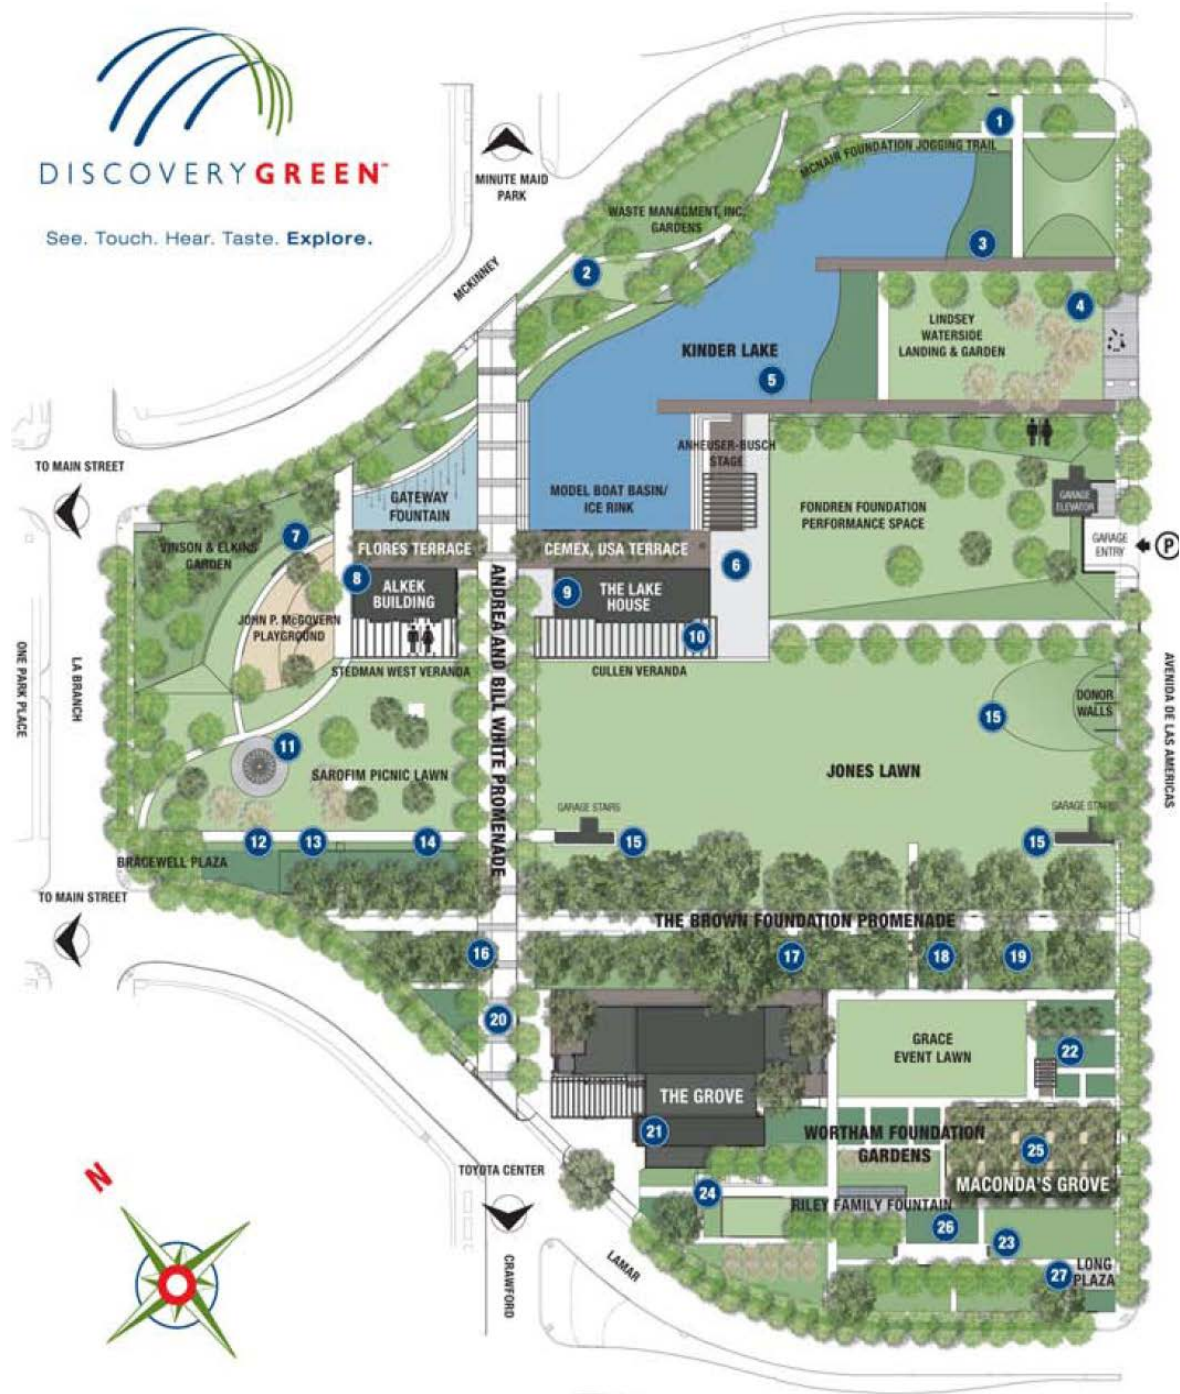 DISCOVERYGREEN™
See. Touch. Hear. Taste. Explore.
MINUTE MAID
PARK
1
MCNAIR FOUNDATION JOGGING TRAIL
WASTE MANAGMENT, INC.
GARDENS
2
3
MCKINNEY
4
LINDSEY
WATERSIDE
LANDING & GARDEN
KINDER LAKE
5
TO MAIN STREET
ANHEUSER-BUSCH
STAGE
GATEWAY
FOUNTAIN
MODEL BOAT BASIN/
ICE RINK
FONDREN FOUNDATION
PERFORMANCE SPACE
GARAGE
ELEVATOR
GARAGE
ENTRY
P
VINSON & ELKINS
GARDEN
7
FLORES TERRACE
CEMEX, USA TERRACE
6
8
ALKEK
BUILDING
9
THE LAKE
HOUSE
JOHN P. McGOVERN
PLAYGROUND
10
STEDMAN WEST VERANDA
CULLEN VERANDA
ONE PARK PLACE
LA BRANCH
ANDREA AND BILL WHITE PROMENADE
AVENIDA DE LAS AMERICAS
DONOR
WALLS
15
11
SAROFIM PICNIC LAWN
JONES LAWN
GARAGE STAIRS
GARAGE STAIRS
12
13
14
15
15
BRACEWELL PLAZA
TO MAIN STREET
THE BROWN FOUNDATION PROMENADE
16
17
18
19
20
GRACE
EVENT LAWN
22
THE GROVE
21
WORTHAM FOUNDATION
GARDENS
25
MACONDA'S GROVE
TOYOTA CENTER
24
RILEY FAMILY FOUNTAIN
26
23
N
CRAWFORD
LAMAR
27
LONG
PLAZA